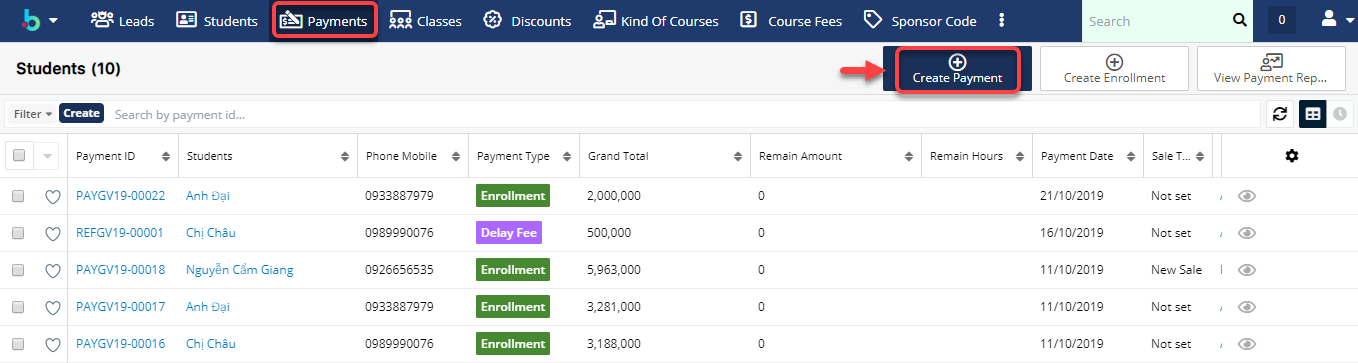 Leads Students Payments Classes Discounts Kind Of Courses Course Fees Sponsor Code Search 0
Students (10) Create Payment Create Enrollment View Payment Rep...
Filter Create Search by payment id...
Payment ID Students Phone Mobile Payment Type Grand Total Remain Amount Remain Hours Payment Date Sale T...
PAYGV19-00022 Anh Đại 0933887979 Enrollment 2,000,000 0 21/10/2019 Not set
REFGV19-00001 Chị Châu 0989990076 Delay Fee 500,000 0 16/10/2019 Not set
PAYGV19-00018 Nguyễn Cẩm Giang 0926656535 Enrollment 5,963,000 0 11/10/2019 New Sale
PAYGV19-00017 Anh Đại 0933887979 Enrollment 3,281,000 0 11/10/2019 Not set
PAYGV19-00016 Chị Châu 0989990076 Enrollment 3,188,000 0 11/10/2019 Not set